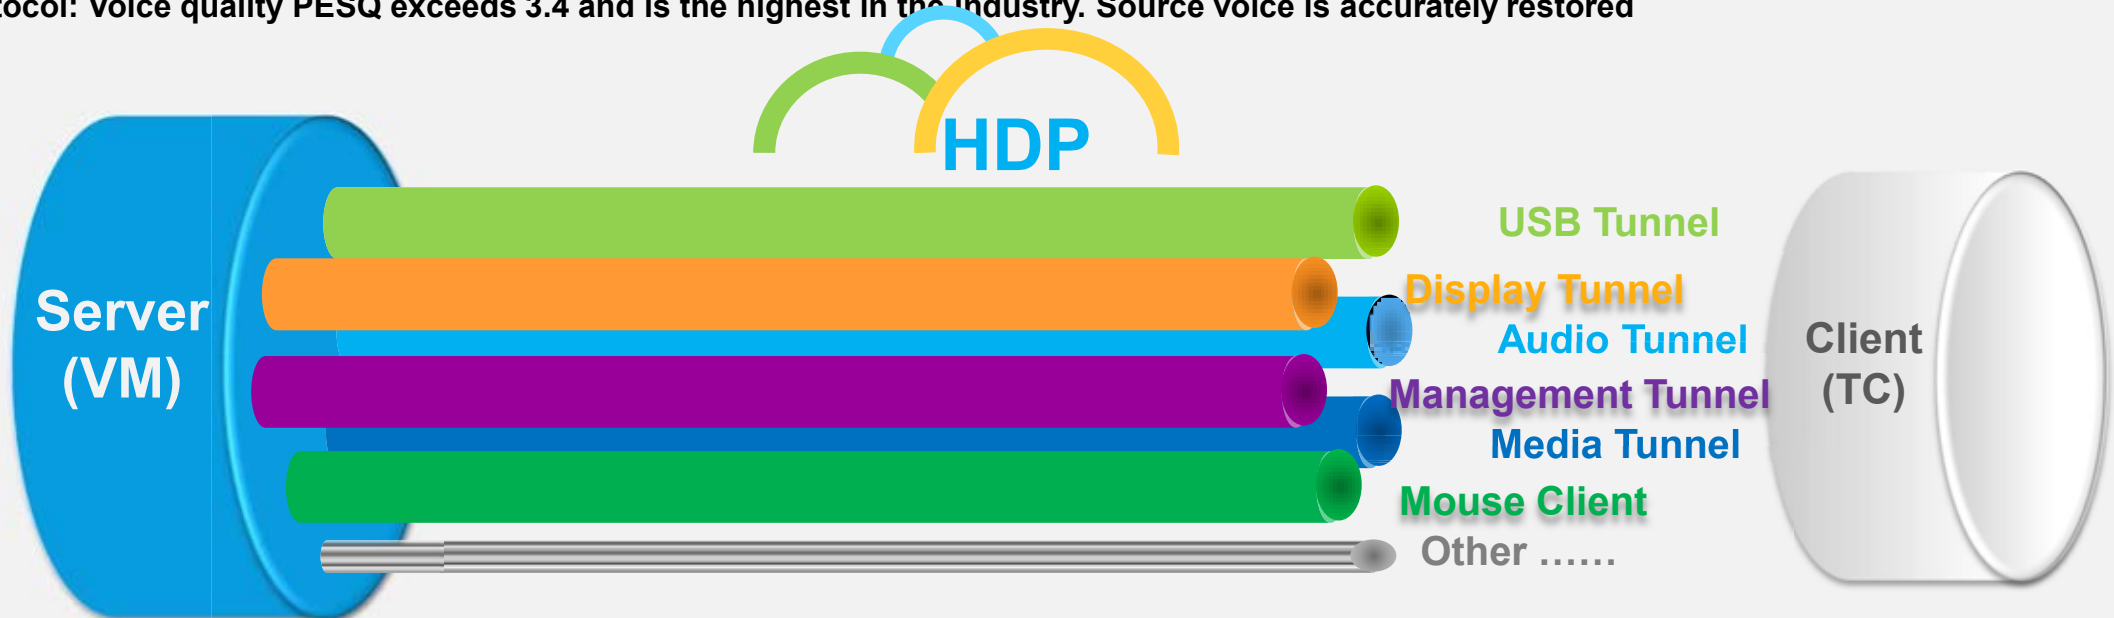 tocol: Voice quality PESQ exceeds 3.4 and is the highest in the industry. Source voice is accurately restored
HDP
USB Tunnel
Display Tunnel
Server
(VM)
Audio Tunnel
Client
(TC)
Management Tunnel
Media Tunnel
Mouse Client
Other ......